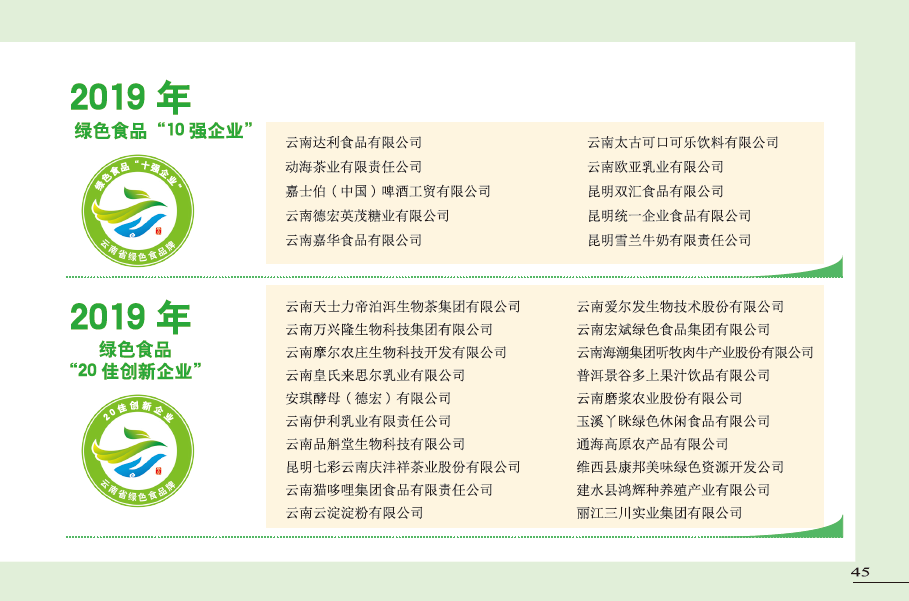 2019 年
绿色食品 “10 强企业”
绿色食品“十强企业”
云南省绿色食品牌
云南达利食品有限公司
云南太古可口可乐饮料有限公司
动海茶业有限责任公司
云南欧亚乳业有限公司
嘉士伯（中国）啤酒工贸有限公司
昆明双汇食品有限公司
云南德宏英茂糖业有限公司
昆明统一企业食品有限公司
云南嘉华食品有限公司
昆明雪兰牛奶有限责任公司
2019 年
绿色食品
“20 佳创新企业”
20佳创新企业
云南省绿色食品牌
云南天士力帝泊洱生物茶集团有限公司
云南爱尔发生物技术股份有限公司
云南万兴隆生物科技集团有限公司
云南宏斌绿色食品集团有限公司
云南摩尔农庄生物科技开发有限公司
云南海潮集团听牧肉牛产业股份有限公司
云南皇氏来思尔乳业有限公司
普洱景谷多上果汁饮品有限公司
安琪酵母（德宏）有限公司
云南磨浆农业股份有限公司
云南伊利乳业有限责任公司
玉溪丫眯绿色休闲食品有限公司
云南品斛堂生物科技有限公司
通海高原农产品有限公司
昆明七彩云南庆沣祥茶业股份有限公司
维西县康邦美味绿色资源开发公司
云南猫哆哩集团食品有限责任公司
建水县鸿辉种养殖产业有限公司
云南云淀淀粉有限公司
丽江三川实业集团有限公司
45